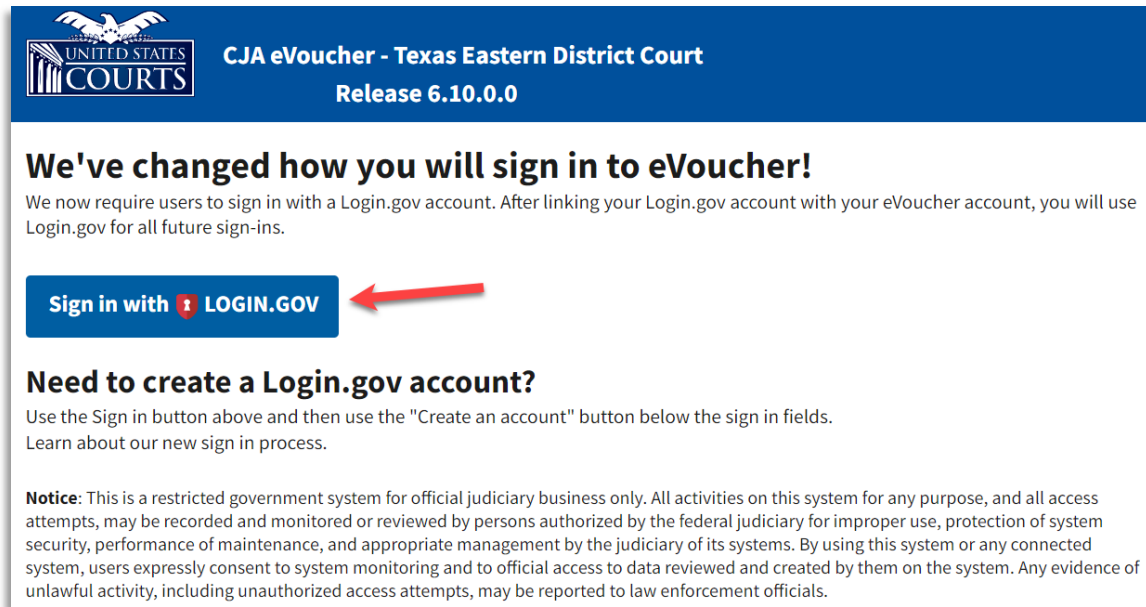 UNITED STATES
COURTS
CJA eVoucher - Texas Eastern District Court
Release 6.10.0.0
We've changed how you will sign in to eVoucher!
We now require users to sign in with a Login.gov account. After linking your Login.gov account with your eVoucher account, you will use
Login.gov for all future sign-ins.
Sign in with LOGIN.GOV
Need to create a Login.gov account?
Use the Sign in button above and then use the "Create an account" button below the sign in fields.
Learn about our new sign in process.
Notice: This is a restricted government system for official judiciary business only. All activities on this system for any purpose, and all access
attempts, may be recorded and monitored or reviewed by persons authorized by the federal judiciary for improper use, protection of system
security, performance of maintenance, and appropriate management by the judiciary of its systems. By using this system or any connected
system, users expressly consent to system monitoring and to official access to data reviewed and created by them on the system. Any evidence of
unlawful activity, including unauthorized access attempts, may be reported to law enforcement officials.